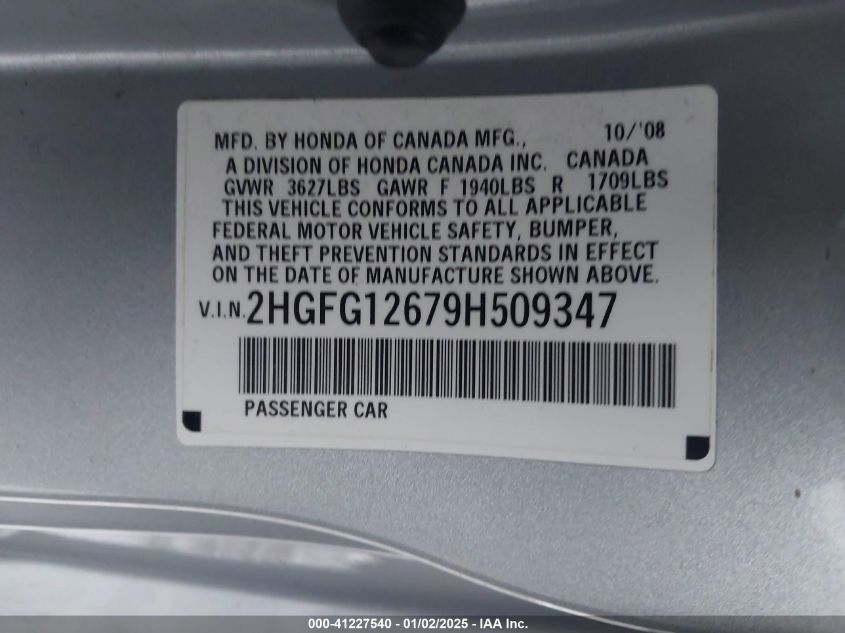 MFD. BY HONDA OF CANADA MFG., 10/'08
A DIVISION OF HONDA CANADA INC. CANADA
GVWR 3627LBS GAWR F 1940LBS R 1709LBS
THIS VEHICLE CONFORMS TO ALL APPLICABLE
FEDERAL MOTOR VEHICLE SAFETY, BUMPER,
AND THEFT PREVENTION STANDARDS IN EFFECT
ON THE DATE OF MANUFACTURE SHOWN ABOVE.
V.I.N. 2HGFG12679H509347
PASSENGER CAR
000-41227540 - 01/02/2025 - IAA Inc.